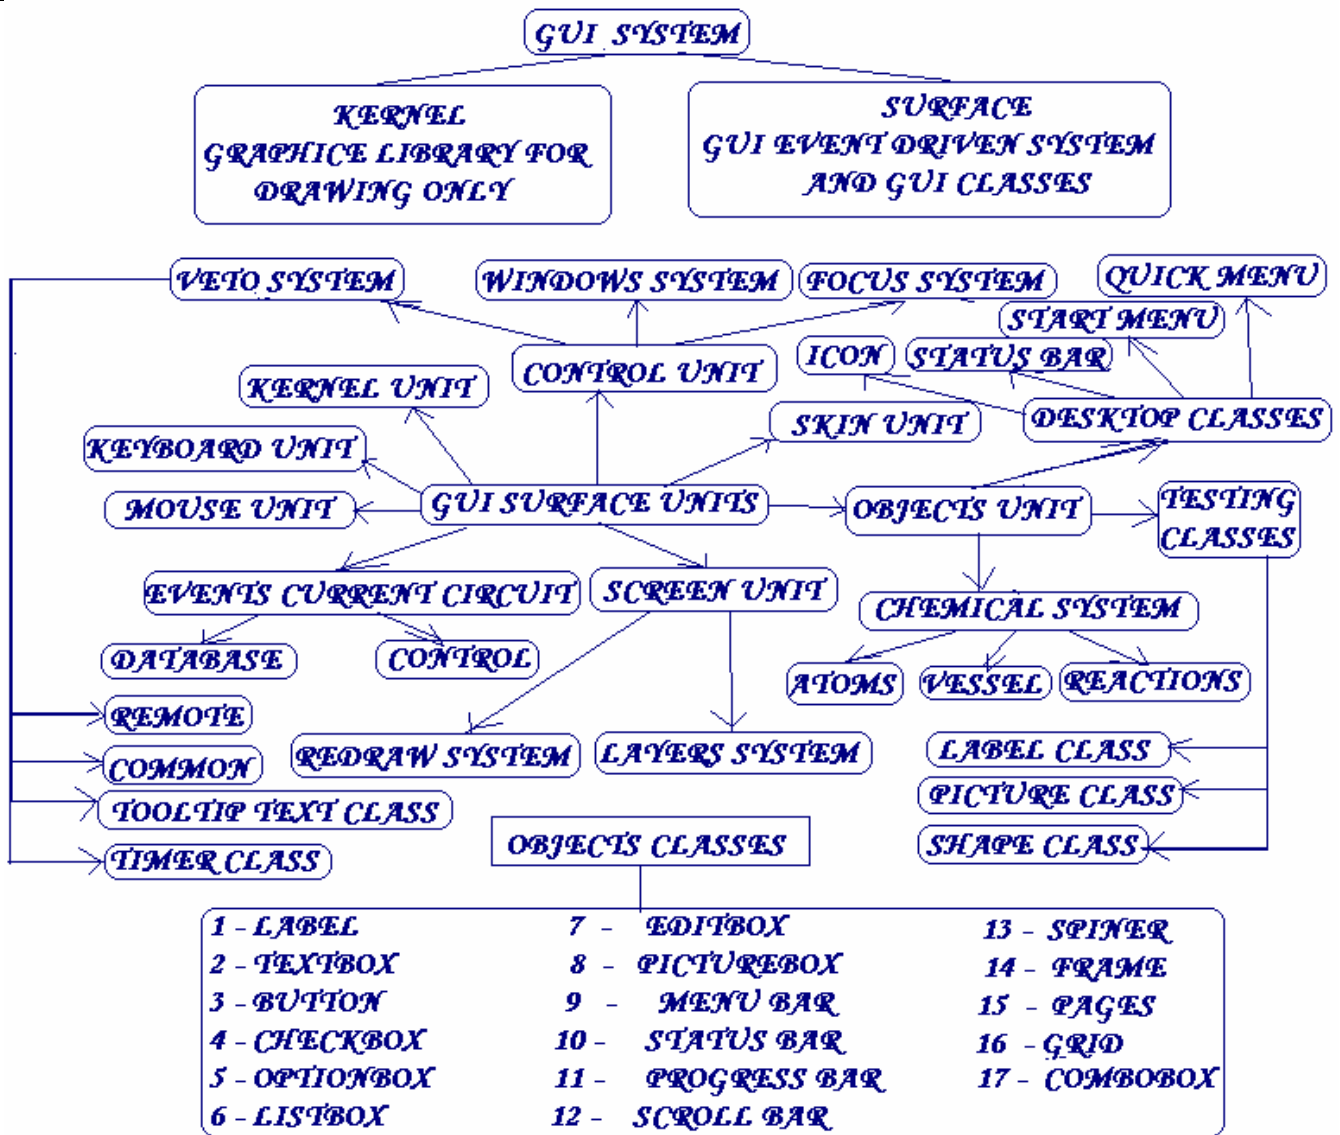 GUI SYSTEM
KERNEL
GRAPHICE LIBRARY FOR
DRAWING ONLY
SURFACE
GUI EVENT DRIVEN SYSTEM
AND GUI CLASSES
VETO SYSTEM
WINDOWS SYSTEM
FOCUS SYSTEM
QUICK MENU
START MENU
ICON
STATUS BAR
CONTROL UNIT
KERNEL UNIT
SKIN UNIT
DESKTOP CLASSES
KEYBOARD UNIT
MOUSE UNIT
GUI SURFACE UNITS
OBJECTS UNIT
TESTING
CLASSES
EVENTS CURRENT CIRCUIT
SCREEN UNIT
CHEMICAL SYSTEM
DATABASE
CONTROL
ATOMS
VESSEL
REACTIONS
REMOTE
REDRAW SYSTEM
LAYERS SYSTEM
LABEL CLASS
COMMON
PICTURE CLASS
TOOLTIP TEXT CLASS
OBJECTS CLASSES
SHAPE CLASS
TIMER CLASS
1 - LABEL
2 - TEXTBOX
3 - BUTTON
4 - CHECKBOX
5 - OPTIONBOX
6 - LISTBOX
7 - EDITBOX
8 - PICTUREBOX
9 - MENU BAR
10 - STATUS BAR
11 - PROGRESS BAR
12 - SCROLL BAR
13 - SPINER
14 - FRAME
15 - PAGES
16 - GRID
17 - COMBOBOX